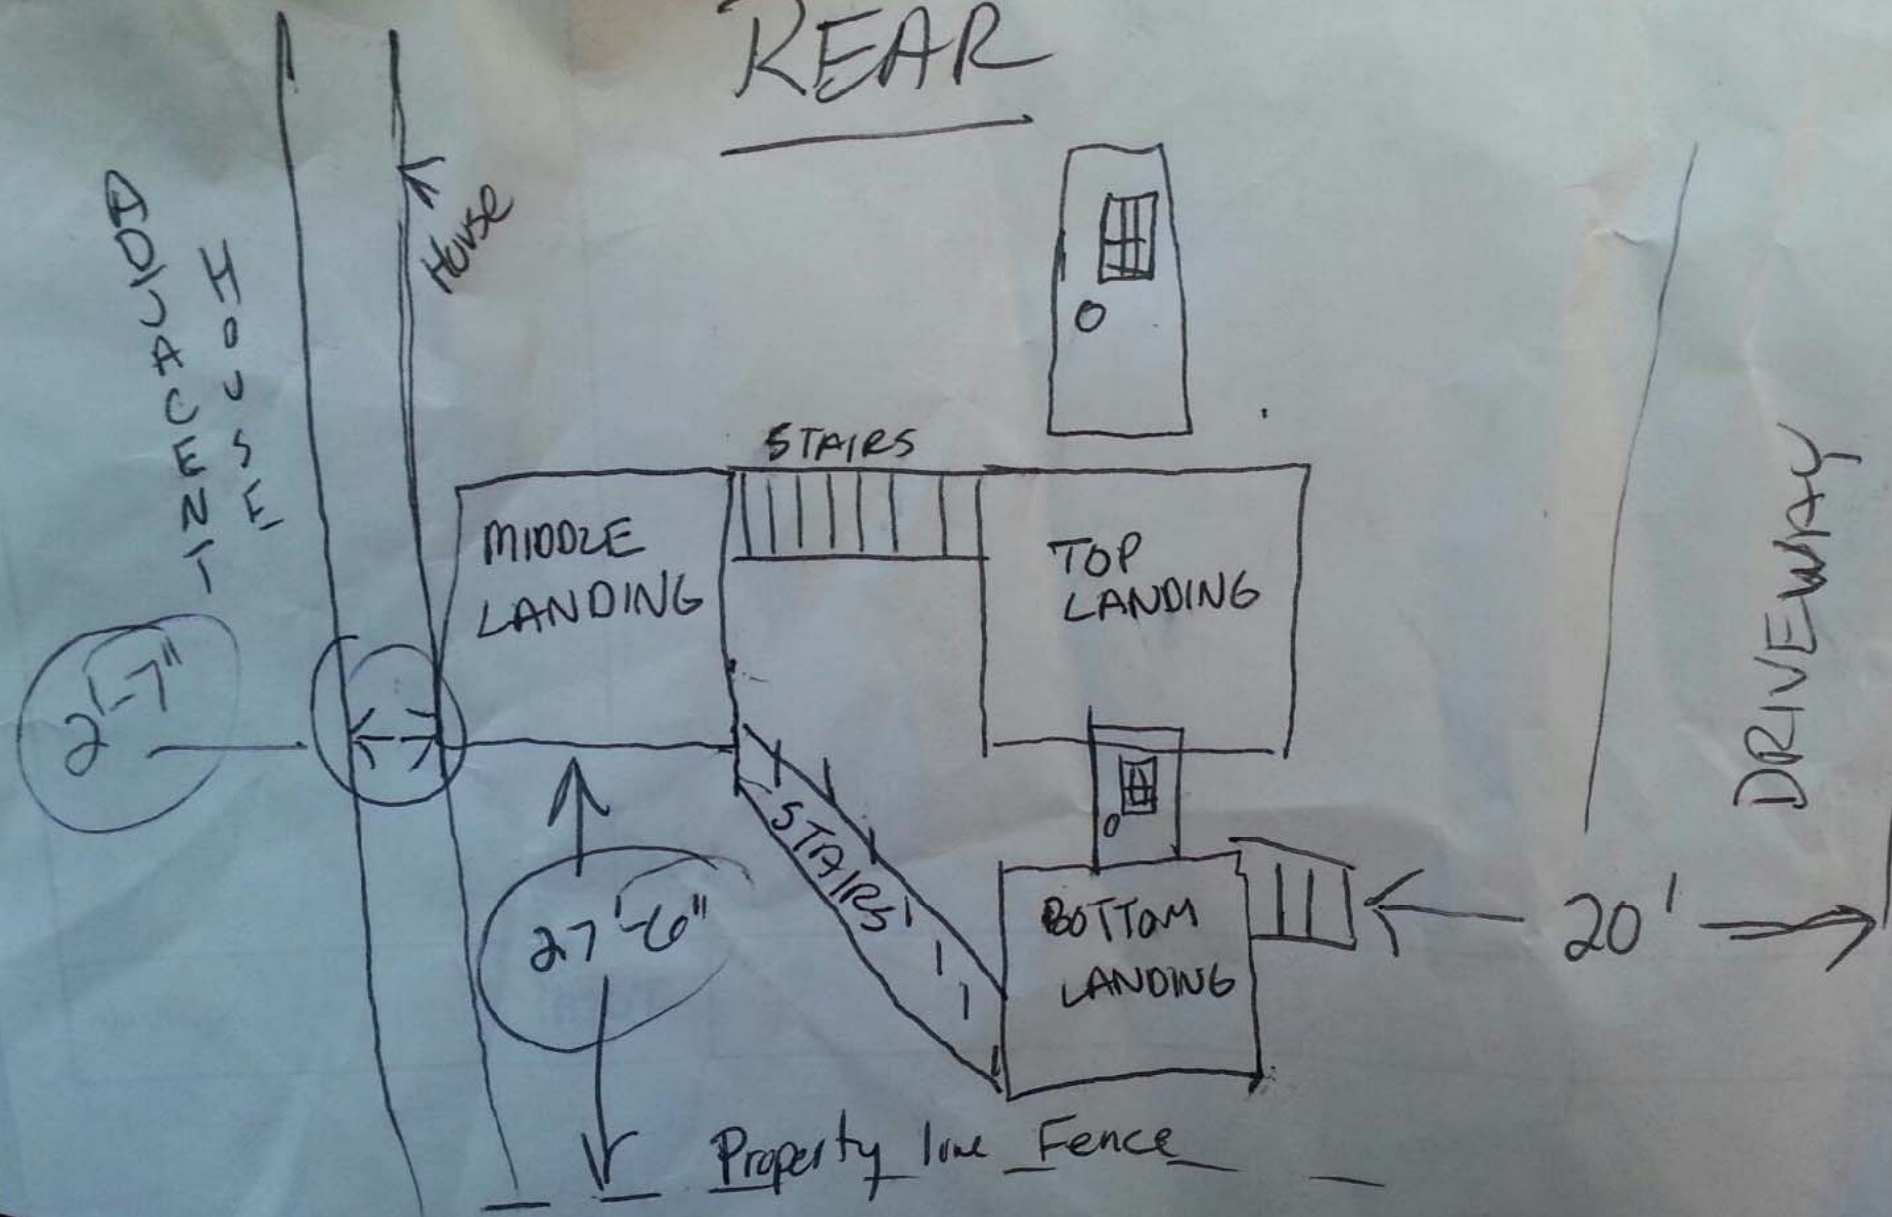 REAR
ADJACENT
HOUSE
House
STAIRS
MIDDLE
LANDING
TOP
LANDING
2'-7"
DRIVEWAY
STAIRS
27'-6"
BOTTOM
LANDING
20'
Property line Fence